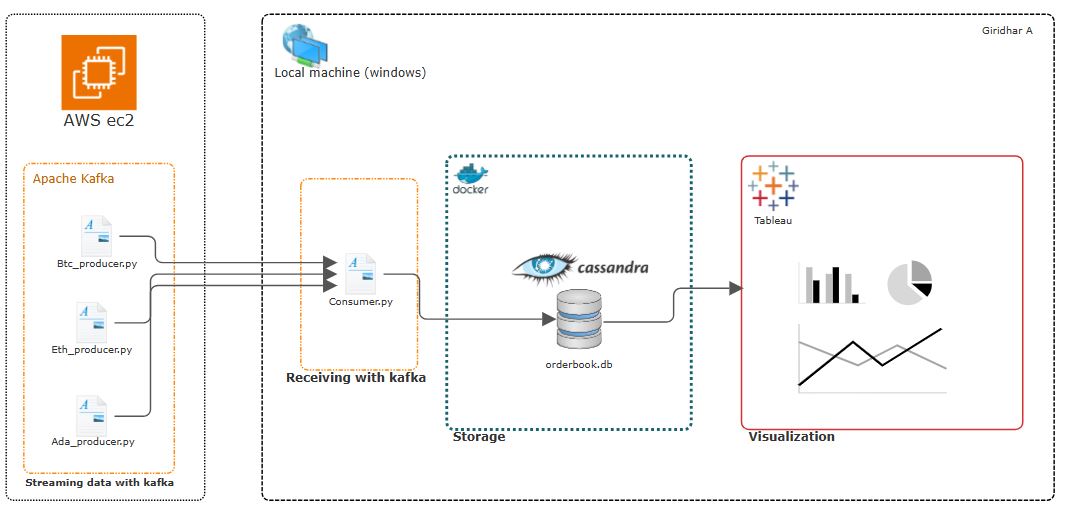 AWS ec2
Apache Kafka
Btc_producer.py
Eth_producer.py
Ada_producer.py
Streaming data with kafka
Giridhar A
Local machine (windows)
A
A
A
A
Consumer.py
Receiving with kafka
docker
cassandra
orderbook.db
Storage
Tableau
Visualization